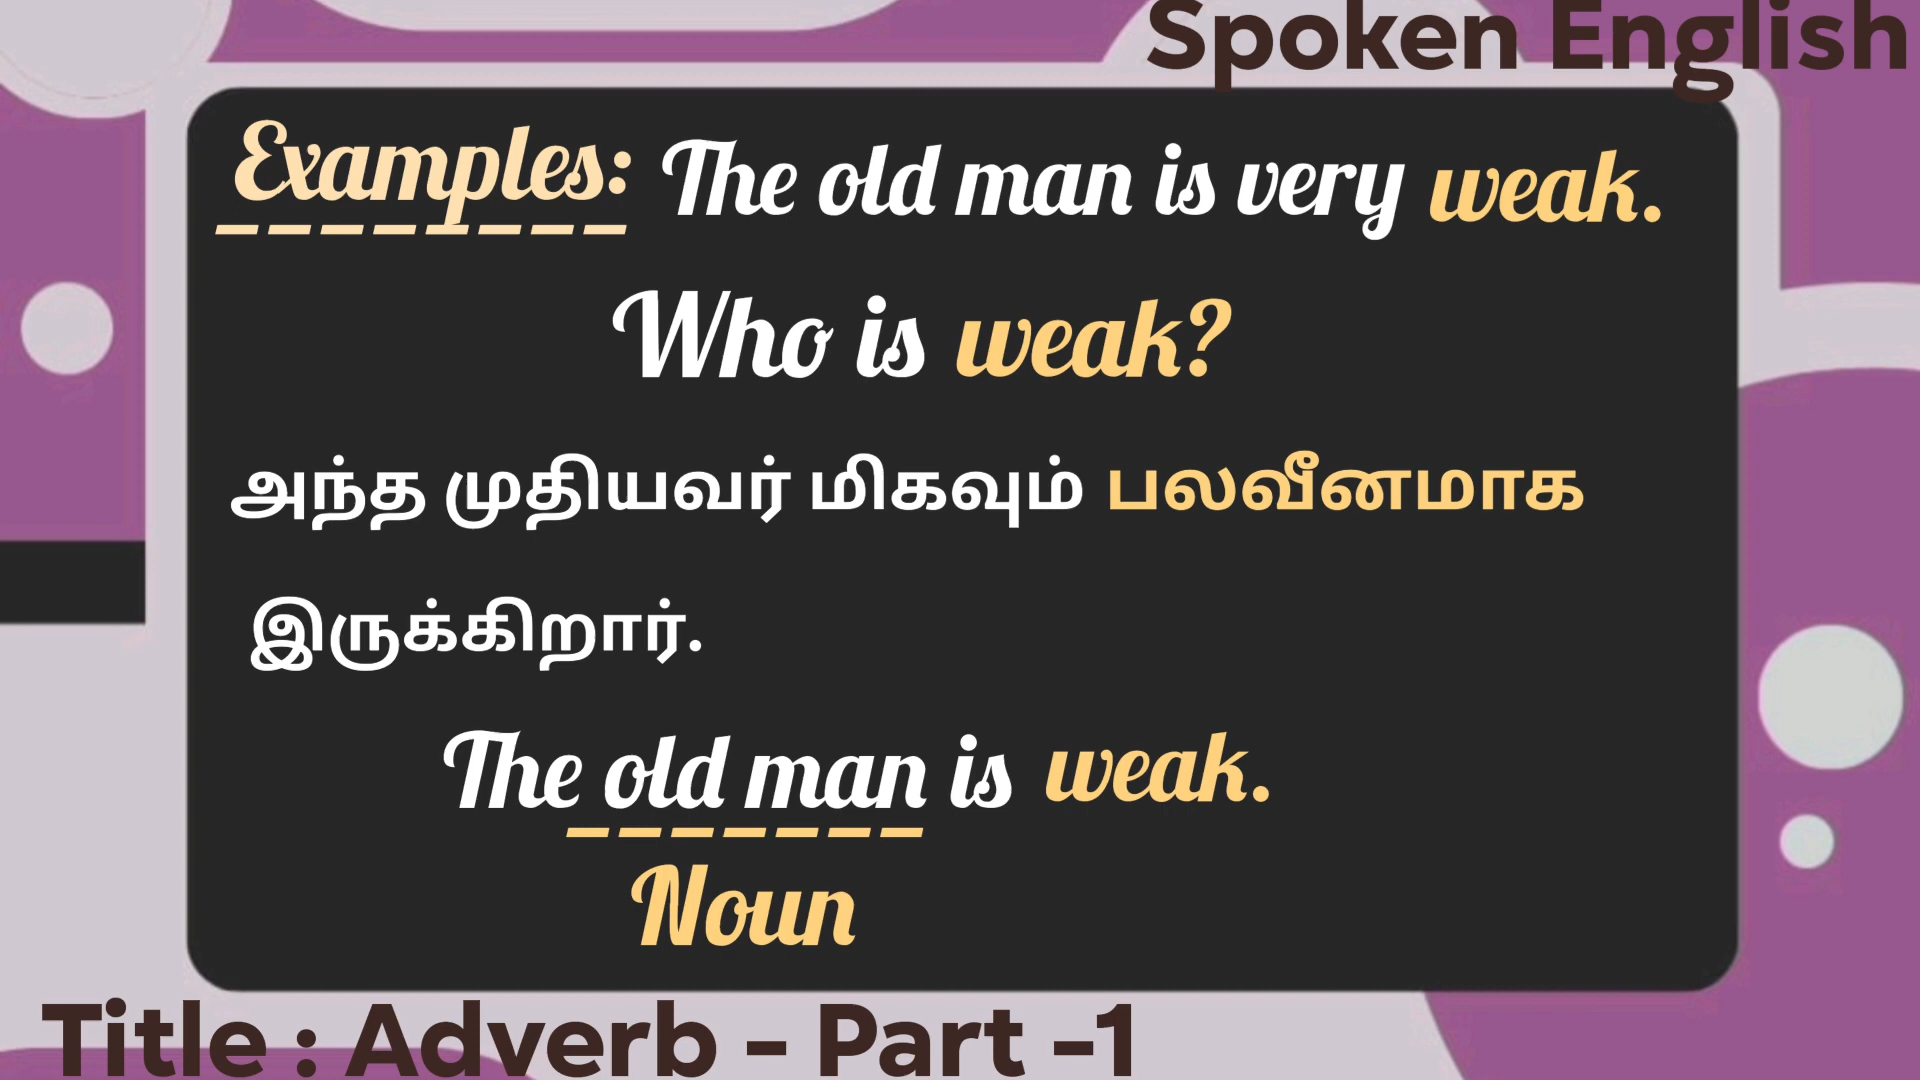 Spoken English
Examples: The old man is very weak.
Who is weak?
அந்த முதியவர் மிகவும் பலவீனமாக
இருக்கிறார்.
The old man is weak.
Noun
Title : Adverb - Part -1